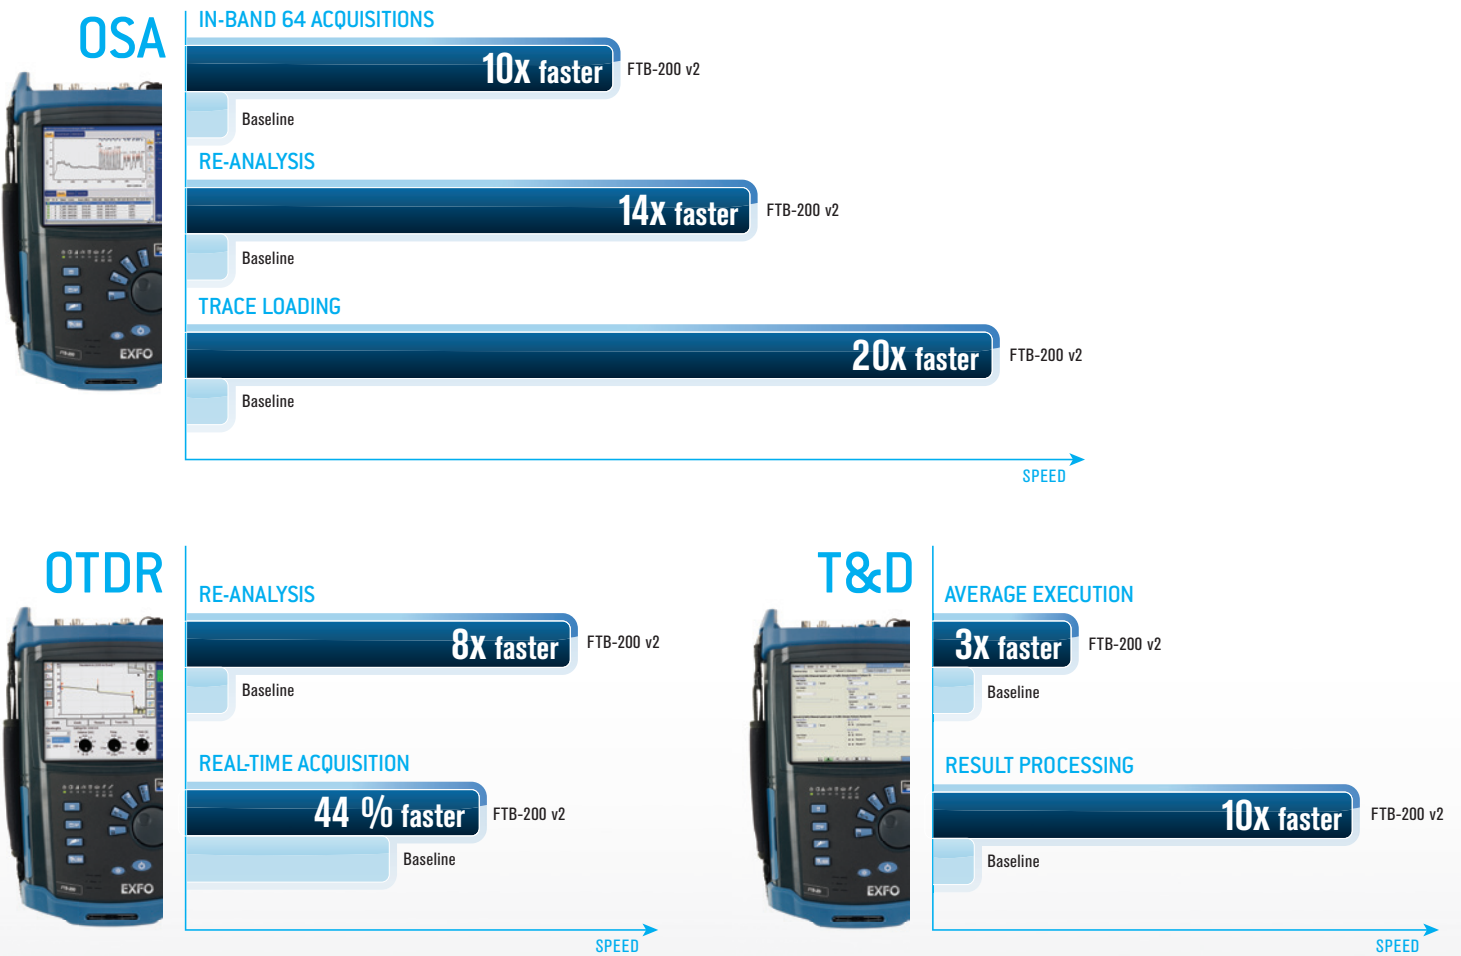 OSA
IN-BAND 64 ACQUISITIONS
10x faster
FTB-200 v2
Baseline
RE-ANALYSIS
14x faster
FTB-200 v2
Baseline
TRACE LOADING
20x faster
FTB-200 v2
Baseline
EXFO
SPEED
OTDR
RE-ANALYSIS
8x faster
FTB-200 v2
Baseline
REAL-TIME ACQUISITION
44 % faster
FTB-200 v2
Baseline
EXFO
SPEED
T&D
AVERAGE EXECUTION
3x faster
FTB-200 v2
Baseline
RESULT PROCESSING
10x faster
FTB-200 v2
Baseline
EXFO
SPEED